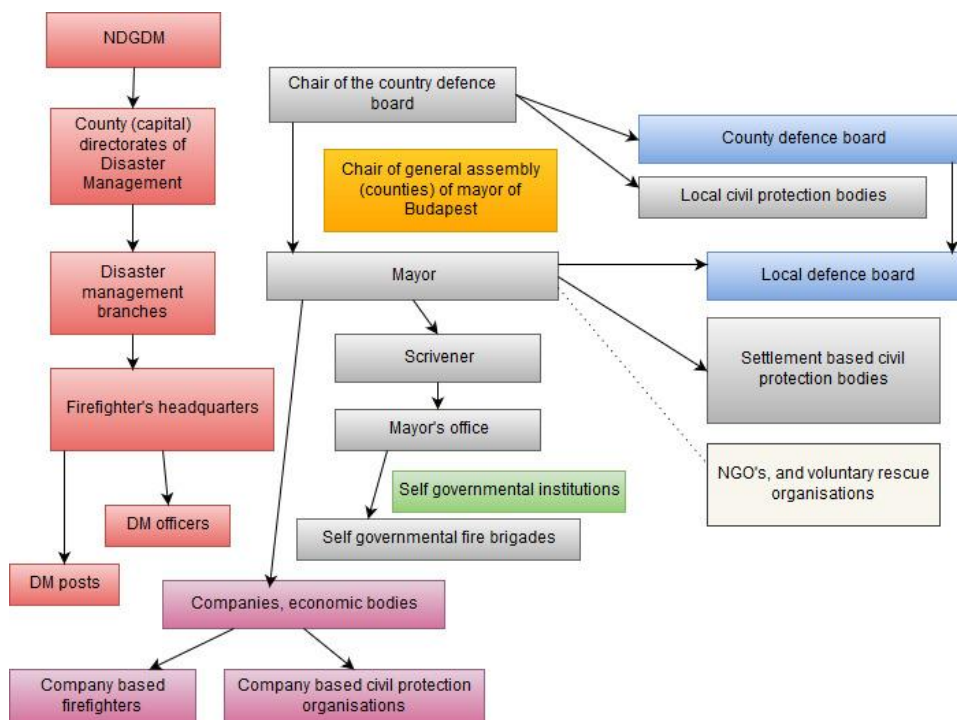 NDGDM
County (capital)
directorates of
Disaster
Management
Disaster
management
branches
Firefighter's headquarters
DM officers
DM posts
Chair of the country defence
board
Chair of general assembly
(counties) of mayor of
Budapest
Mayor
Scrivener
Mayor's office
Self governmental institutions
Self governmental fire brigades
Companies, economic bodies
Company based
firefighters
Company based civil protection
organisations
County defence board
Local civil protection bodies
Local defence board
Settlement based civil
protection bodies
NGO's, and voluntary rescue
organisations